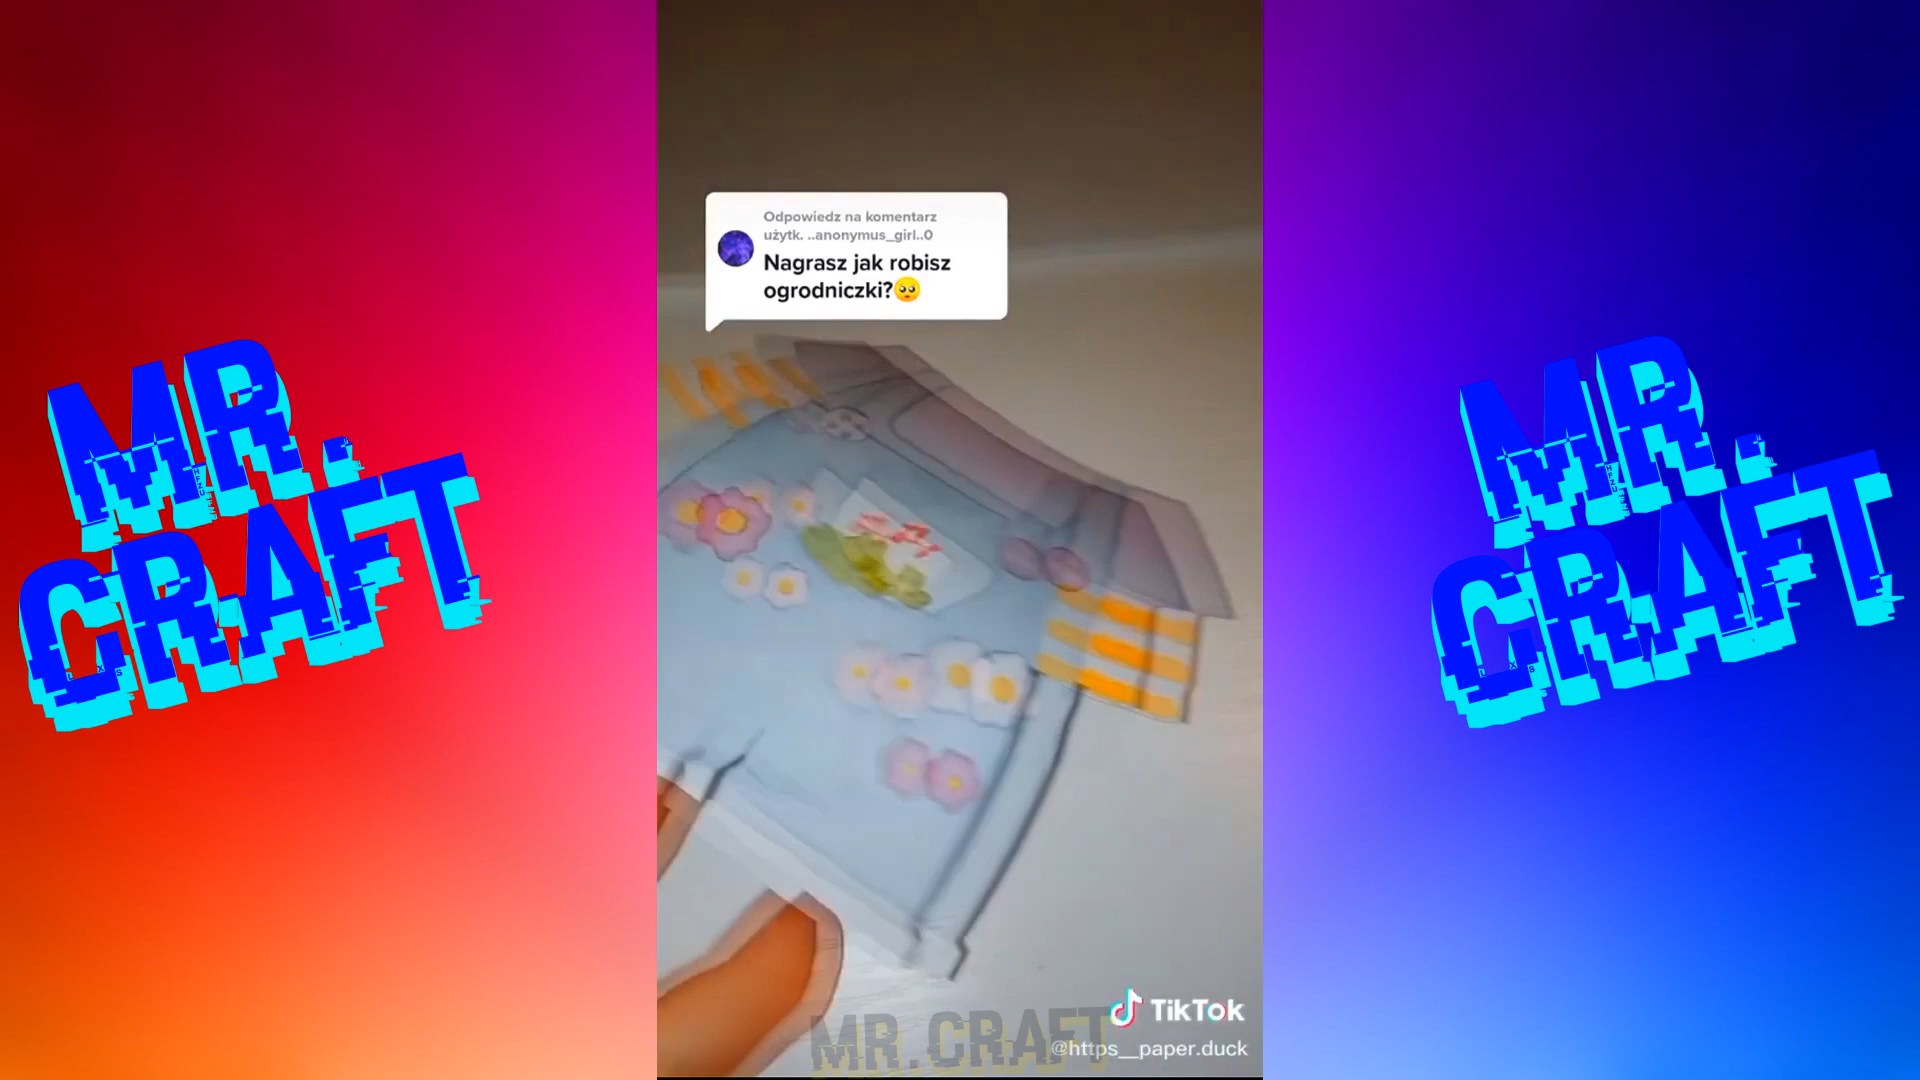 MR.
CRAFT
Odpowiedz na komentarz
użytk. ..anonymus_girl..0
Nagrasz jak robisz
ogrodniczki?🥺
MR.
CRAFT
TikTok
MR.CRAFT
@https__paper.duck